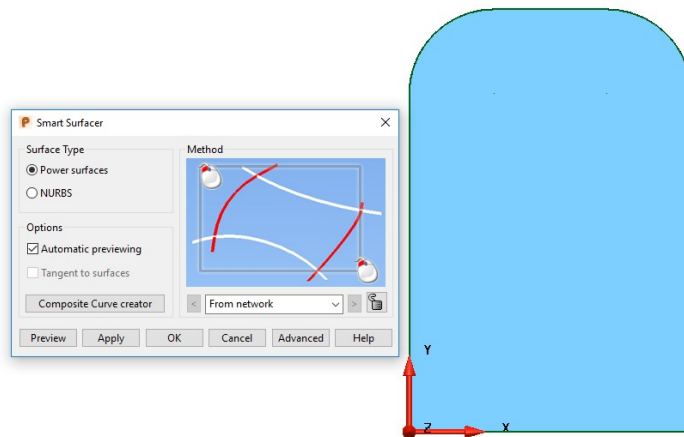 Smart Surfacer
Surface Type
Power surfaces
NURBS
Options
Automatic previewing
Tangent to surfaces
Composite Curve creator
Method
< From network >
Preview Apply OK Cancel Advanced Help
Y
Z X